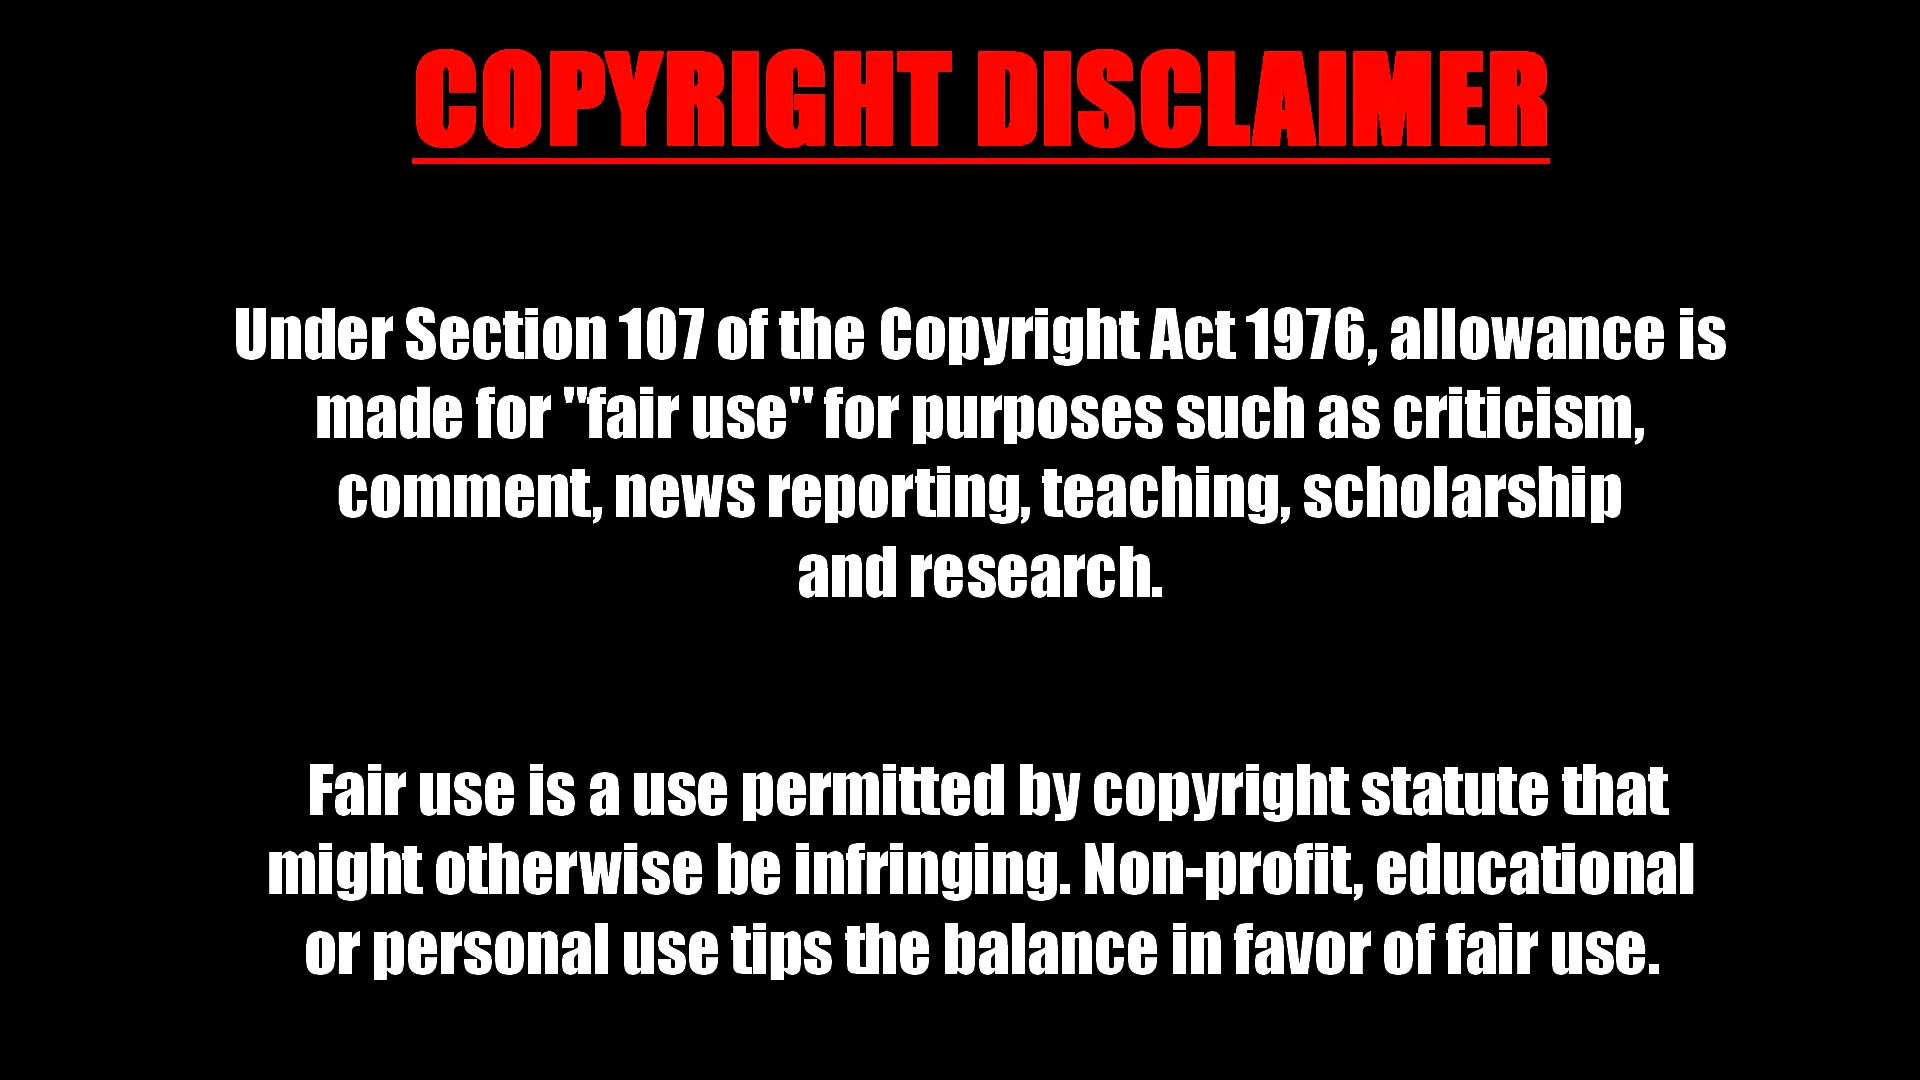 COPYRIGHT DISCLAIMER
Under Section 107 of the Copyright Act 1976, allowance is
made for "fair use" for purposes such as criticism,
comment, news reporting, teaching, scholarship
and research.
Fair use is a use permitted by copyright statute that
might otherwise be infringing. Non-profit, educational
or personal use tips the balance in favor of fair use.